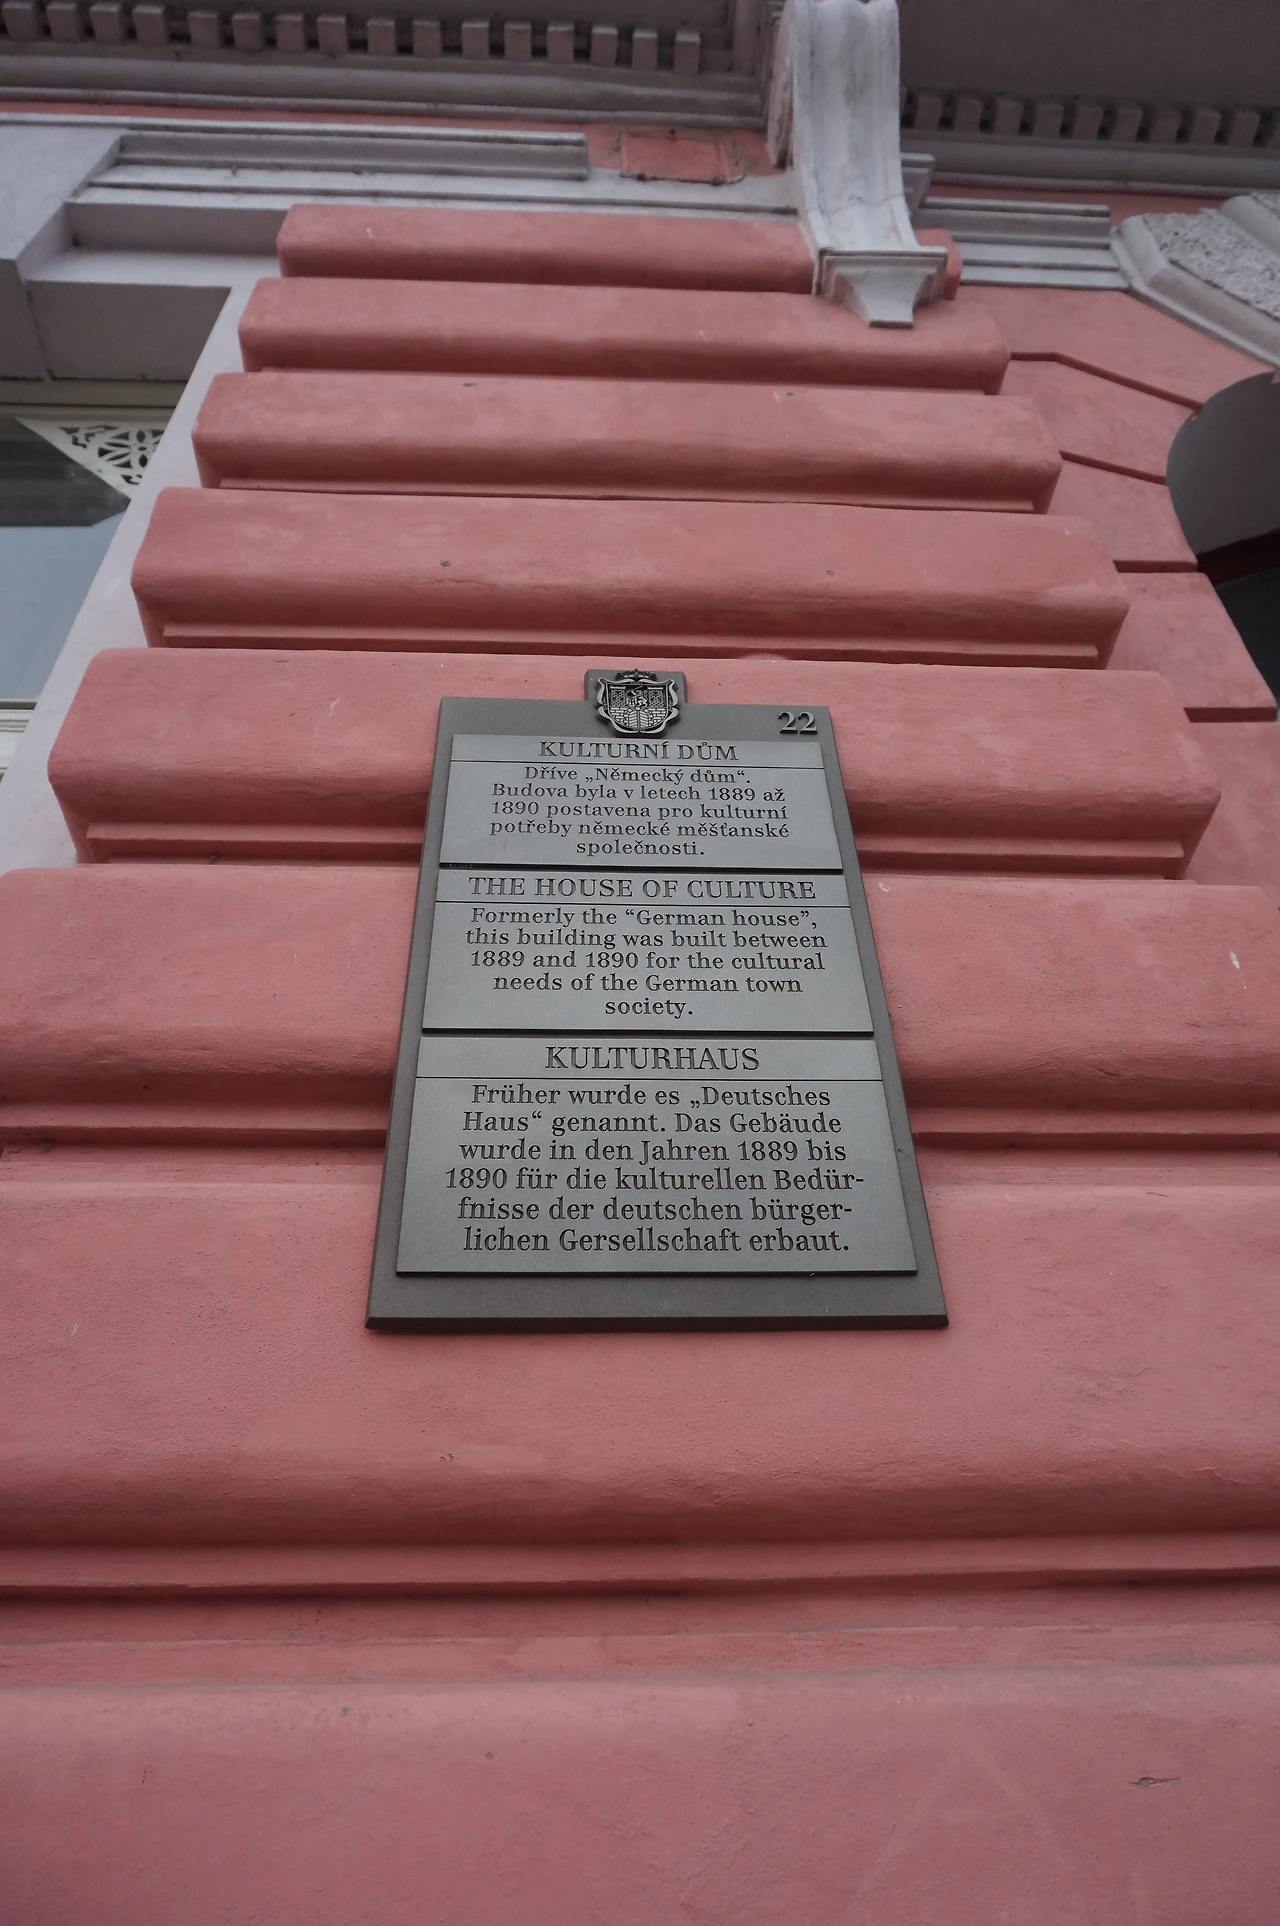 22
KULTURNÍ DŮM
Dříve „Německý dům“.
Budova byla v letech 1889 až
1890 postavena pro kulturní
potřeby německé měšťanské
společnosti.
THE HOUSE OF CULTURE
Formerly the “German house”,
this building was built between
1889 and 1890 for the cultural
needs of the German town
society.
KULTURHAUS
Früher wurde es „Deutsches
Haus“ genannt. Das Gebäude
wurde in den Jahren 1889 bis
1890 für die kulturellen Bedür-
fnisse der deutschen bürger-
lichen Gersellschaft erbaut.